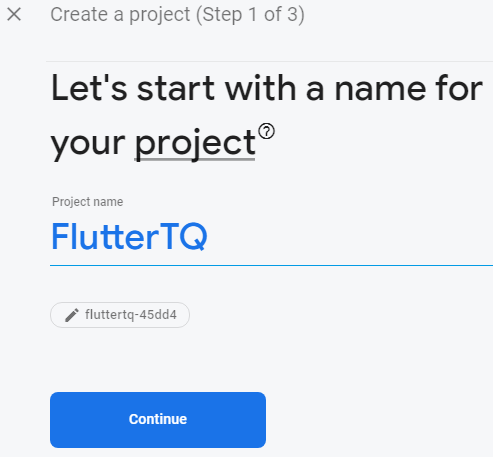 Create a project (Step 1 of 3)
Let's start with a name for
your project
Project name
FlutterTQ
fluttertq-45dd4
Continue